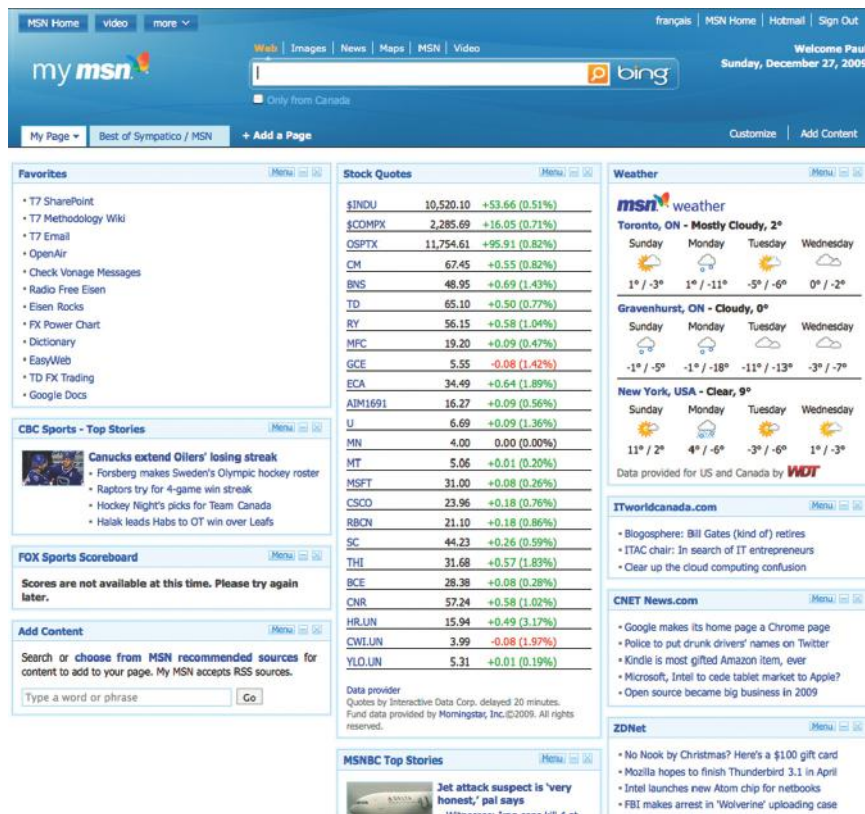 MSN Home video more français MSN Home Hotmail Sign Out
Web Images News Maps MSN Video
Welcome Paul
Sunday, December 27, 2009
my msn
bing
Only from Canada
My Page Best of Sympatico / MSN + Add a Page Customize Add Content
Favorites Menu
• T7 SharePoint
• T7 Methodology Wiki
• T7 Email
• OpenAir
• Check Vonage Messages
• Radio Free Eisen
• Eisen Rocks
• FX Power Chart
• Dictionary
• EasyWeb
• TD FX Trading
• Google Docs
CBC Sports - Top Stories Menu
Canucks extend Oilers' losing streak
• Forsberg makes Sweden's Olympic hockey roster
• Raptors try for 4-game win streak
• Hockey Night's picks for Team Canada
• Halak leads Habs to OT win over Leafs
FOX Sports Scoreboard Menu
Scores are not available at this time. Please try again
later.
Add Content Menu
Search or choose from MSN recommended sources for
content to add to your page. My MSN accepts RSS sources.
Type a word or phrase Go
Stock Quotes Menu
$INDU 10,520.10 +53.66 (0.51%)
$COMPX 2,285.69 +16.05 (0.71%)
OSPTX 11,754.61 +95.91 (0.82%)
CM 67.45 +0.55 (0.82%)
BNS 48.95 +0.69 (1.43%)
TD 65.10 +0.50 (0.77%)
RY 56.15 +0.58 (1.04%)
MFC 19.20 +0.09 (0.47%)
GCE 5.55 -0.08 (1.42%)
ECA 34.49 +0.64 (1.89%)
AIM1691 16.27 +0.09 (0.56%)
U 6.69 +0.09 (1.36%)
MN 4.00 0.00 (0.00%)
MT 5.06 +0.01 (0.20%)
MSFT 31.00 +0.08 (0.26%)
CSCO 23.96 +0.18 (0.76%)
RBCN 21.10 +0.18 (0.86%)
SC 44.23 +0.26 (0.59%)
THI 31.68 +0.57 (1.83%)
BCE 28.38 +0.08 (0.28%)
CNR 57.24 +0.58 (1.02%)
HR.UN 15.94 +0.49 (3.17%)
CWI.UN 3.99 -0.08 (1.97%)
YLO.UN 5.31 +0.01 (0.19%)
Data provider
Quotes by Interactive Data Corp. delayed 20 minutes.
Fund data provided by Morningstar, Inc.©2009. All rights
reserved.
MSNBC Top Stories Menu
Jet attack suspect is 'very
honest,' pal says
Weather Menu
msn weather
Toronto, ON - Mostly Cloudy, 2°
Sunday Monday Tuesday Wednesday
1° / -3° 1° / -11° -5° / -6° 0° / -2°
Gravenhurst, ON - Cloudy, 0°
Sunday Monday Tuesday Wednesday
-1° / -5° -1° / -18° -11° / -13° -3° / -7°
New York, USA - Clear, 9°
Sunday Monday Tuesday Wednesday
11° / 2° 4° / -6° -3° / -6° 1° / -3°
Data provided for US and Canada by WDT
ITworldcanada.com Menu
• Blogosphere: Bill Gates (kind of) retires
• ITAC chair: In search of IT entrepreneurs
• Clear up the cloud computing confusion
CNET News.com Menu
• Google makes its home page a Chrome page
• Police to put drunk drivers' names on Twitter
• Kindle is most gifted Amazon item, ever
• Microsoft, Intel to cede tablet market to Apple?
• Open source became big business in 2009
ZDNet Menu
• No Nook by Christmas? Here's a $100 gift card
• Mozilla hopes to finish Thunderbird 3.1 in April
• Intel launches new Atom chip for netbooks
• FBI makes arrest in 'Wolverine' uploading case